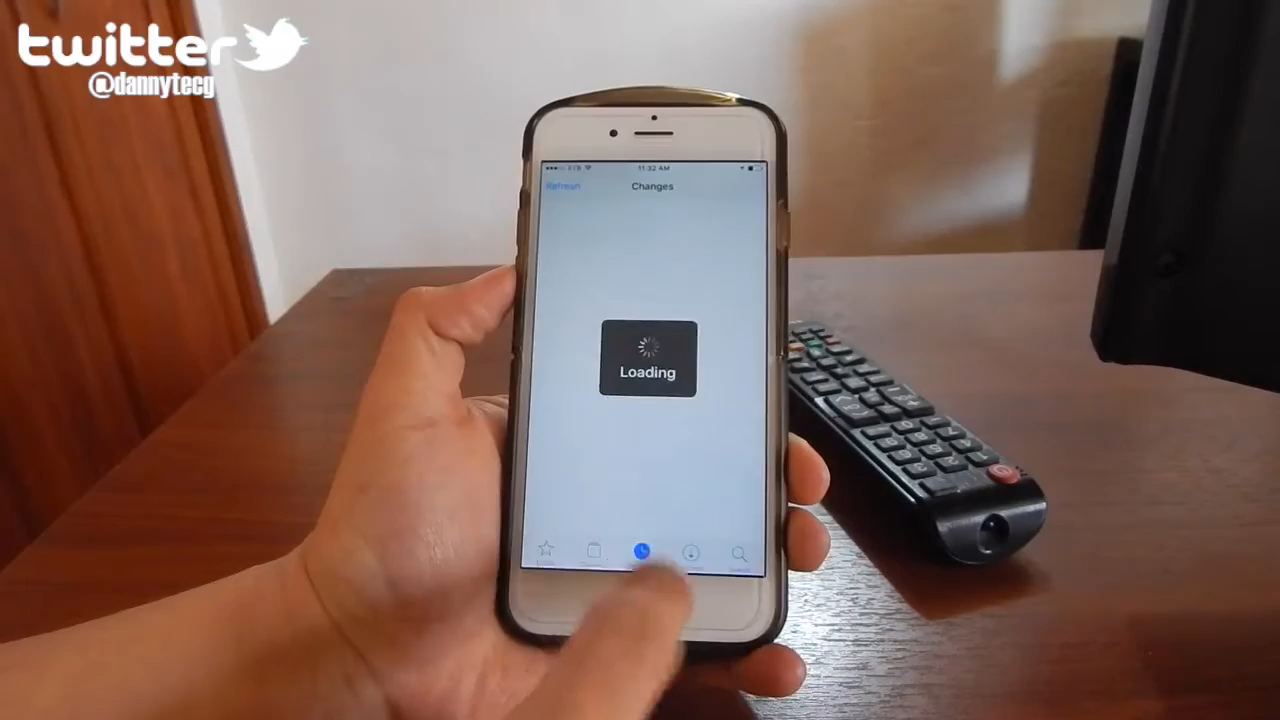 twitter
@dannytecg
11:32 AM
Refresh
Changes
Loading